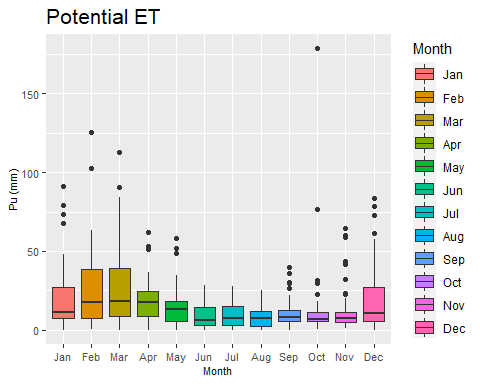 Potential ET
Pu (mm)
150
100
50
0
Jan Feb Mar Apr May Jun Jul Aug Sep Oct Nov Dec
Month
Month
Jan
Feb
Mar
Apr
May
Jun
Jul
Aug
Sep
Oct
Nov
Dec